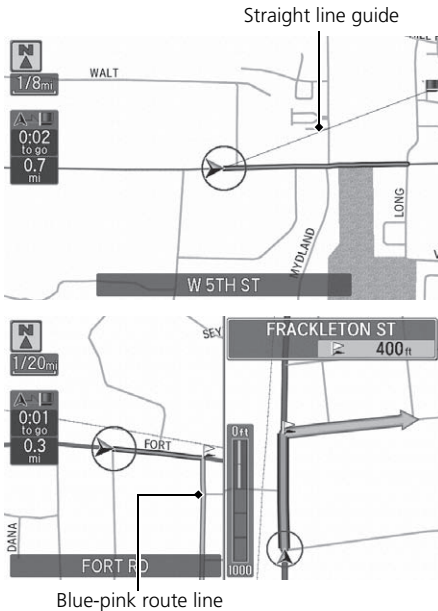 Straight line guide
MILL
N
WALT
1/8mi
0:02
to go
0.7
mi
LONG
MYDLAND
W 5TH ST
N
SEY
FRACKLETON ST
400ft
1/20mi
0:01
to go
0.3
mi
FORT
0ft
DANA
FORT RD
1000
Blue-pink route line